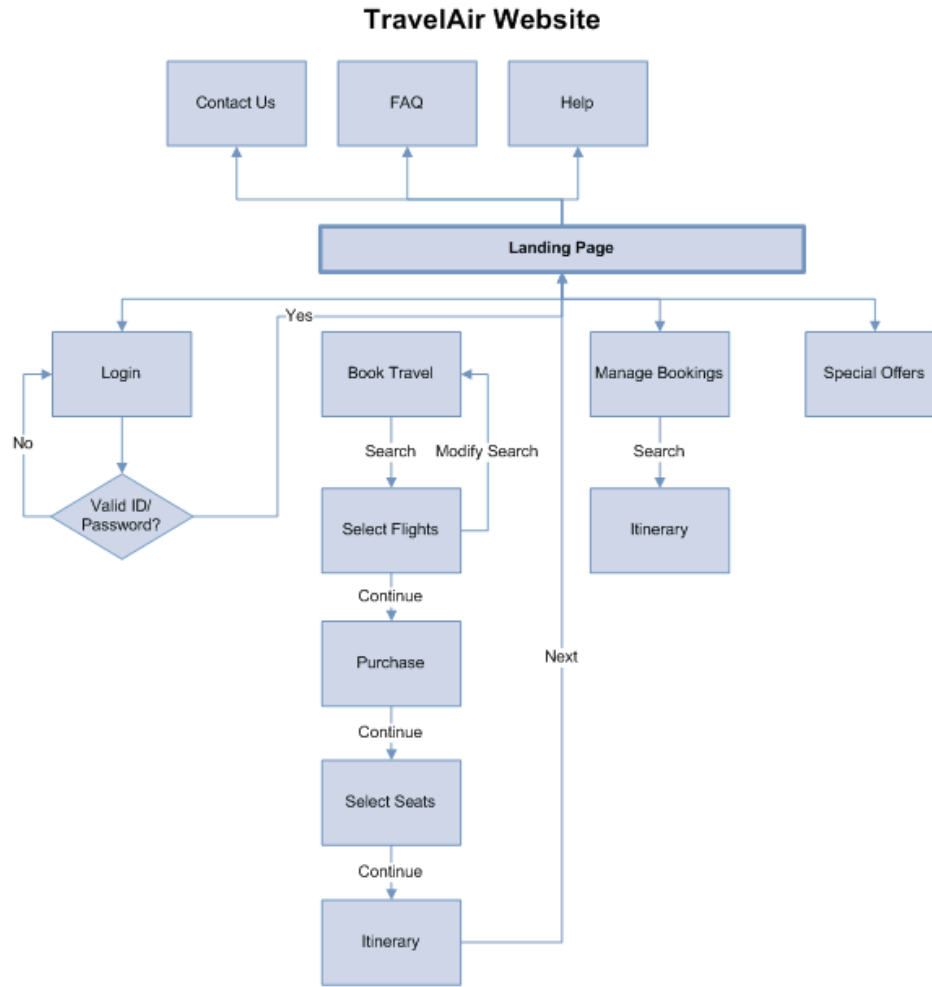 TravelAir Website
Contact Us
FAQ
Help
Landing Page
Yes
Login
Book Travel
Manage Bookings
Special Offers
No
Search
Modify Search
Search
Valid ID/
Password?
Select Flights
Itinerary
Continue
Purchase
Next
Continue
Select Seats
Continue
Itinerary